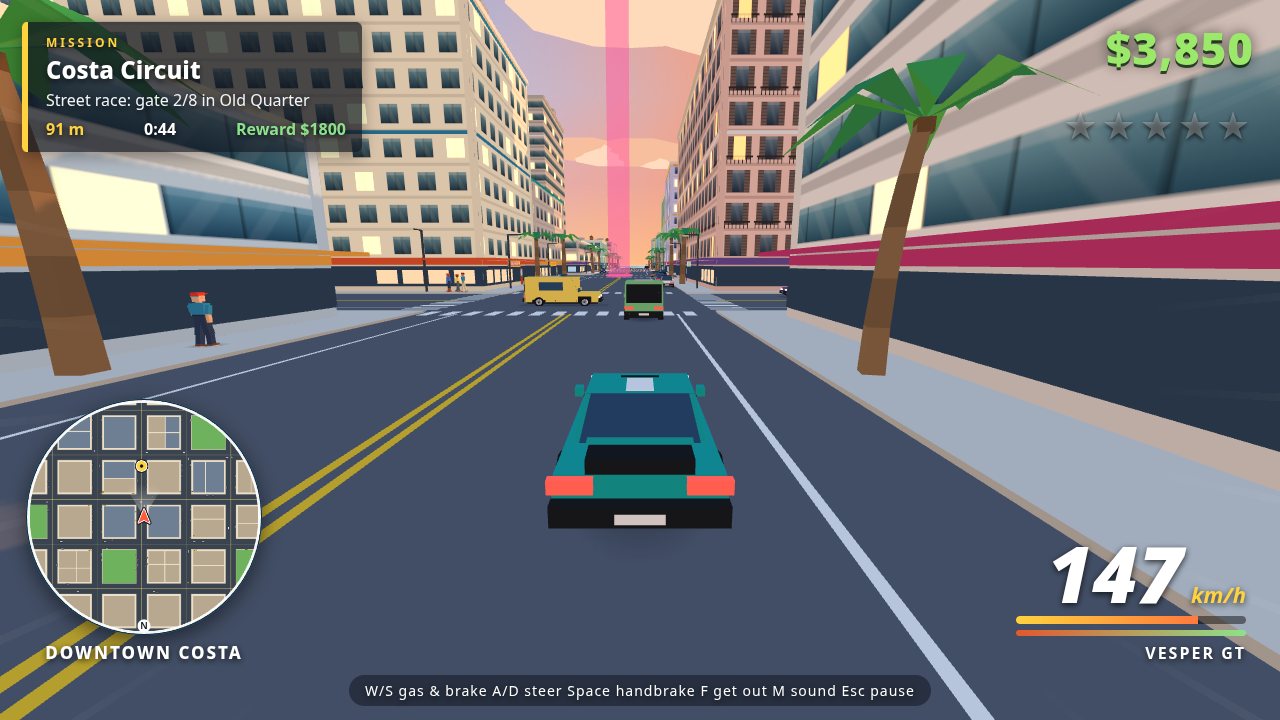 MISSION
Costa Circuit
Street race: gate 2/8 in Old Quarter
91 m 0:44 Reward $1800
$3,850
N
DOWNTOWN COSTA
147 km/h
VESPER GT
W/S gas & brake A/D steer Space handbrake F get out M sound Esc pause